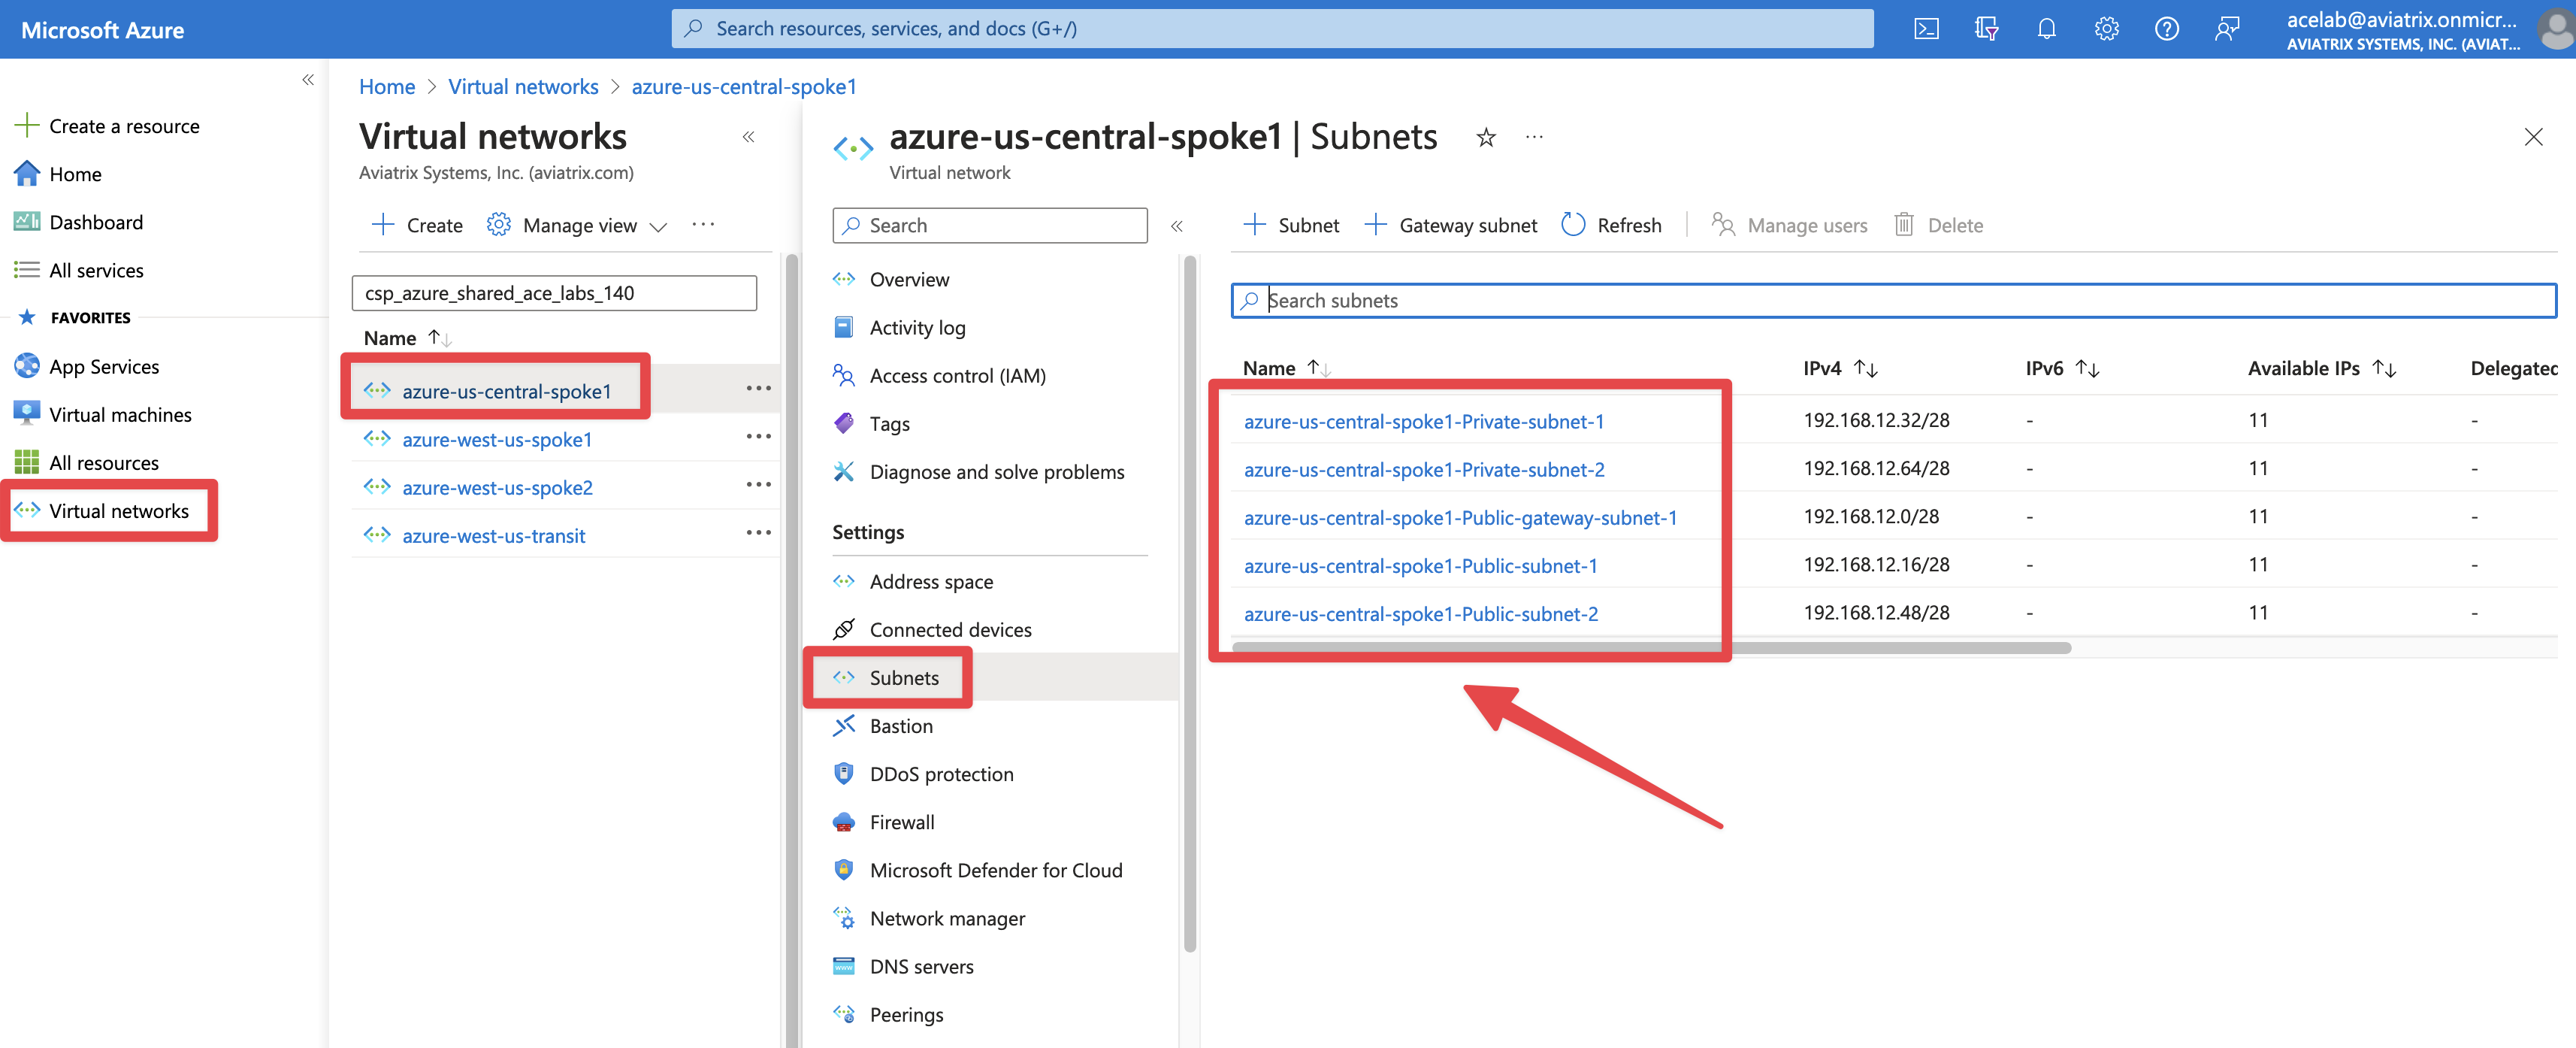 Microsoft Azure
Search resources, services, and docs (G+/)
acelab@aviatrix.onmicr...
AVIATRIX SYSTEMS, INC. (AVIAT...
Create a resource
Home
Dashboard
All services
FAVORITES
App Services
Virtual machines
All resources
Virtual networks
Home > Virtual networks > azure-us-central-spoke1
Virtual networks
Aviatrix Systems, Inc. (aviatrix.com)
Create Manage view ...
csp_azure_shared_ace_labs_140
Name
azure-us-central-spoke1
azure-west-us-spoke1
azure-west-us-spoke2
azure-west-us-transit
azure-us-central-spoke1 | Subnets
Virtual network
Search
Overview
Activity log
Access control (IAM)
Tags
Diagnose and solve problems
Settings
Address space
Connected devices
Subnets
Bastion
DDoS protection
Firewall
Microsoft Defender for Cloud
Network manager
DNS servers
Peerings
Subnet Gateway subnet Refresh Manage users Delete
Search subnets
Name IPv4 IPv6 Available IPs Delegated
azure-us-central-spoke1-Private-subnet-1 192.168.12.32/28 - 11 -
azure-us-central-spoke1-Private-subnet-2 192.168.12.64/28 - 11 -
azure-us-central-spoke1-Public-gateway-subnet-1 192.168.12.0/28 - 11 -
azure-us-central-spoke1-Public-subnet-1 192.168.12.16/28 - 11 -
azure-us-central-spoke1-Public-subnet-2 192.168.12.48/28 - 11 -